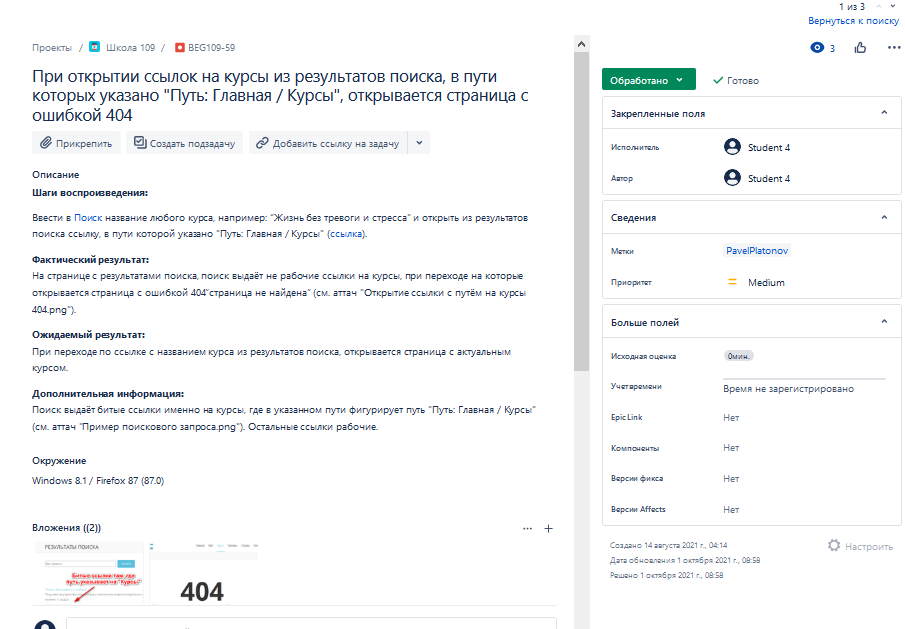 1 из 3
Вернуться к поиску
Проекты / Школа 109 / BEG109-59
3
При открытии ссылок на курсы из результатов поиска, в пути
которых указано "Путь: Главная / Курсы", открывается страница с
ошибкой 404
Прикрепить
Создать подзадачу
Добавить ссылку на задачу
Описание
Шаги воспроизведения:
Ввести в Поиск название любого курса, например: "Жизнь без тревоги и стресса" и открыть из результатов
поиска ссылку, в пути которой указано "Путь: Главная / Курсы" (ссылка).
Фактический результат:
На странице с результатами поиска, поиск выдаёт не рабочие ссылки на курсы, при переходе на которые
открывается страница с ошибкой 404"страница не найдена" (см. аттач "Открытие ссылки с путём на курсы
404.png").
Ожидаемый результат:
При переходе по ссылке с названием курса из результатов поиска, открывается страница с актуальным
курсом.
Дополнительная информация:
Поиск выдаёт битые ссылки именно на курсы, где в указанном пути фигурирует путь "Путь: Главная / Курсы"
(см. аттач "Пример поискового запроса.png"). Остальные ссылки рабочие.
Окружение
Windows 8.1 / Firefox 87 (87.0)
Вложения ((2))
РЕЗУЛЬТАТЫ ПОИСКА
Битые ссылки там, где
путь указывает на "Курсы"
404
Обработано
Готово
Закрепленные поля
Исполнитель Student 4
Автор Student 4
Сведения
Метки PavelPlatonov
Приоритет Medium
Больше полей
Исходная оценка 0мин.
Учет времени Время не зарегистрировано
Epic Link Нет
Компоненты Нет
Версии фикса Нет
Версии Affects Нет
Создано 14 августа 2021 г., 04:14
Дата обновления 1 октября 2021 г., 08:58
Решено 1 октября 2021 г., 08:58
Настроить